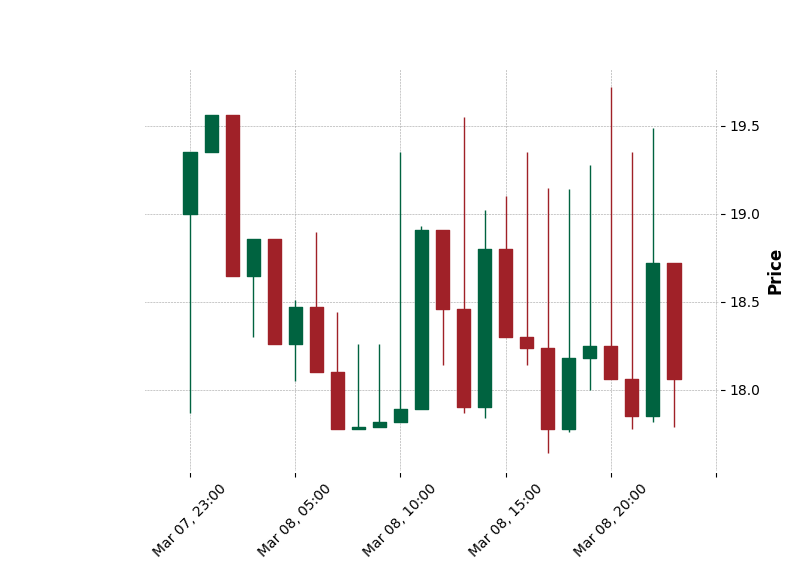 19.5
19.0
18.5
18.0
Price
Mar 07, 23:00
Mar 08, 05:00
Mar 08, 10:00
Mar 08, 15:00
Mar 08, 20:00